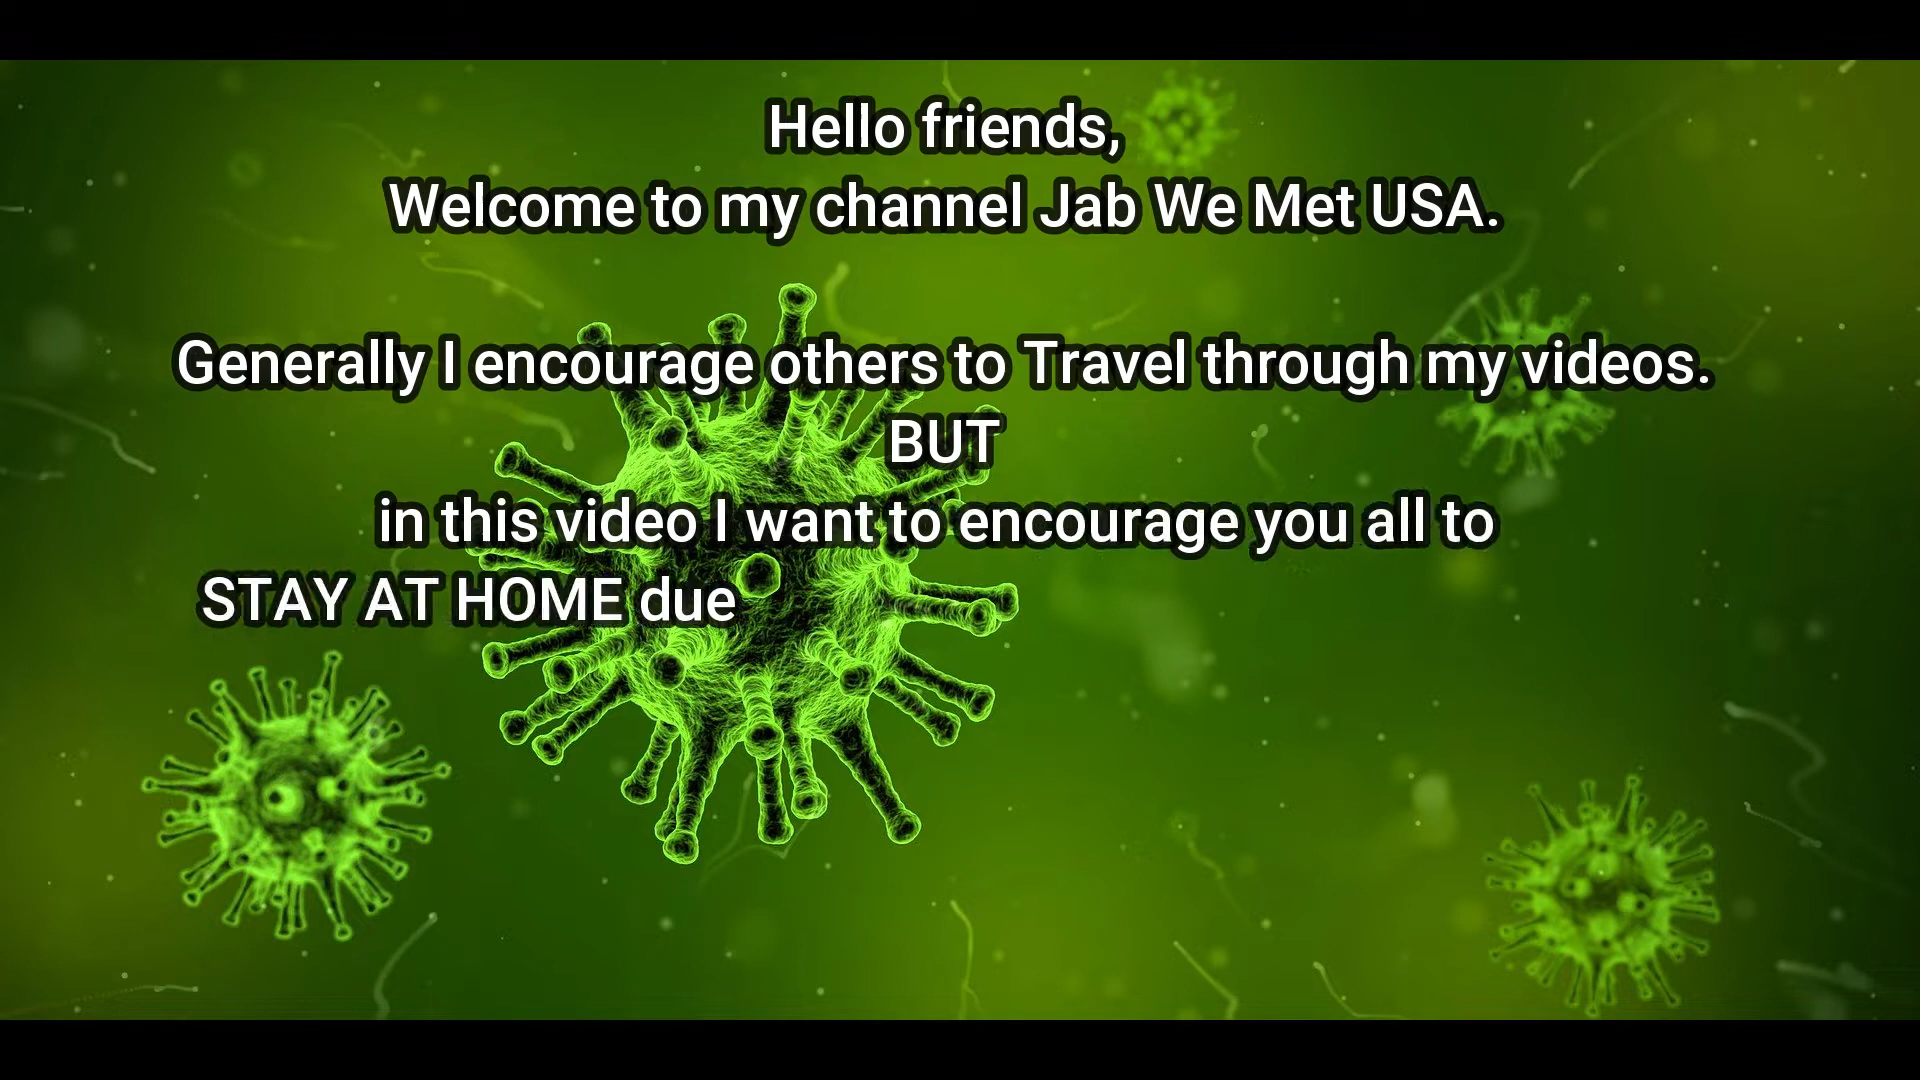 Hello friends,
Welcome to my channel Jab We Met USA.
Generally I encourage others to Travel through my videos.
BUT
in this video I want to encourage you all to
STAY AT HOME due